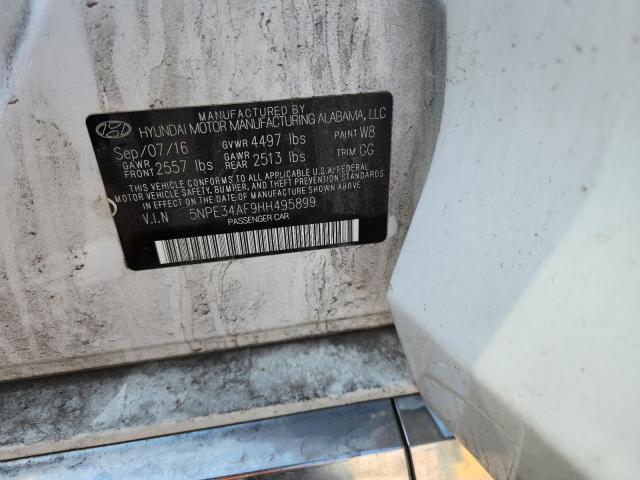 MANUFACTURED BY
HYUNDAI MOTOR MANUFACTURING ALABAMA, LLC
Sep/07/16 GVWR 4497 lbs PAINT W8
GAWR FRONT 2557 lbs GAWR REAR 2513 lbs TRIM GG
THIS VEHICLE CONFORMS TO ALL APPLICABLE U.S.A. FEDERAL
MOTOR VEHICLE SAFETY, BUMPER, AND THEFT PREVENTION
STANDARDS IN EFFECT ON THE DATE OF MANUFACTURE SHOWN ABOVE.
V.I.N 5NPE34AF9HH495899
PASSENGER CAR